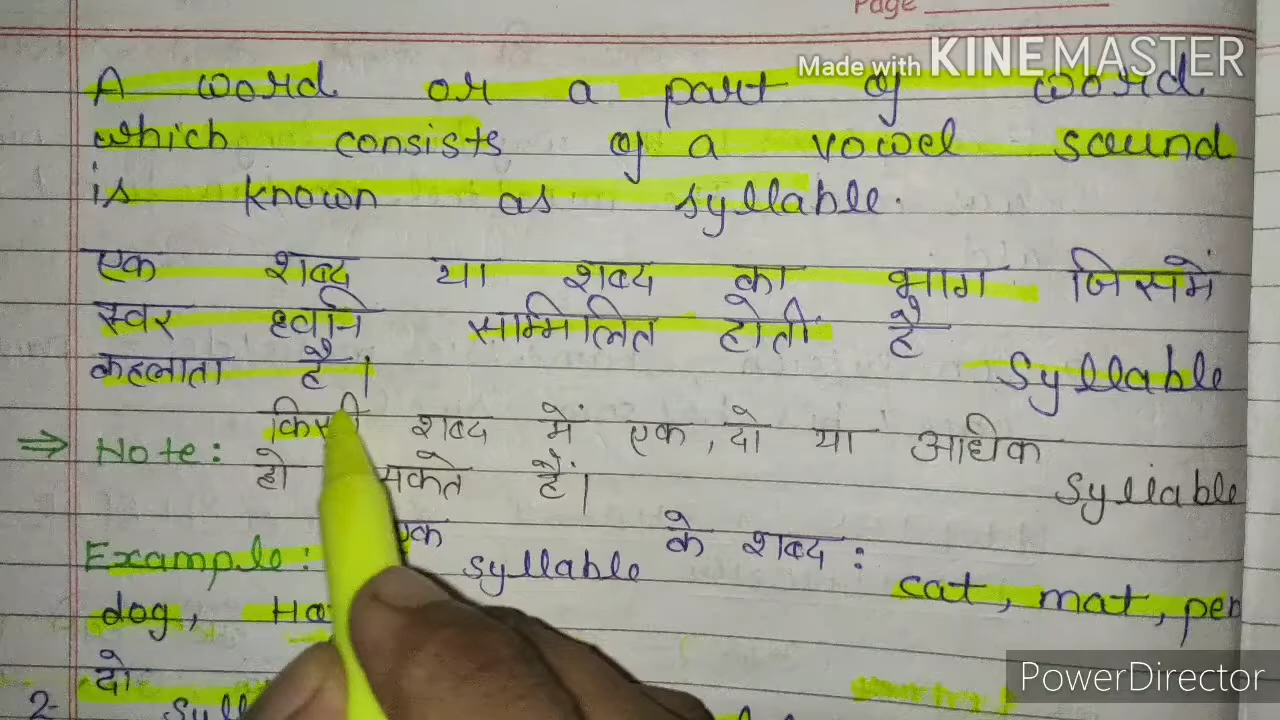 Page
Made with KINEMASTER
A word or a part of word
which consists of a vowel sound
is known as syllable.
एक शब्द या शब्द का भाग जिसमें
स्वर ध्वनि सम्मिलित होती है Syllable
कहलाता है।
⇒ Note: किसी शब्द में एक, दो या अधिक Syllable
हो सकते हैं।
Example: एक syllable के शब्द : cat, mat, pen
dog,
2- दो
PowerDirector